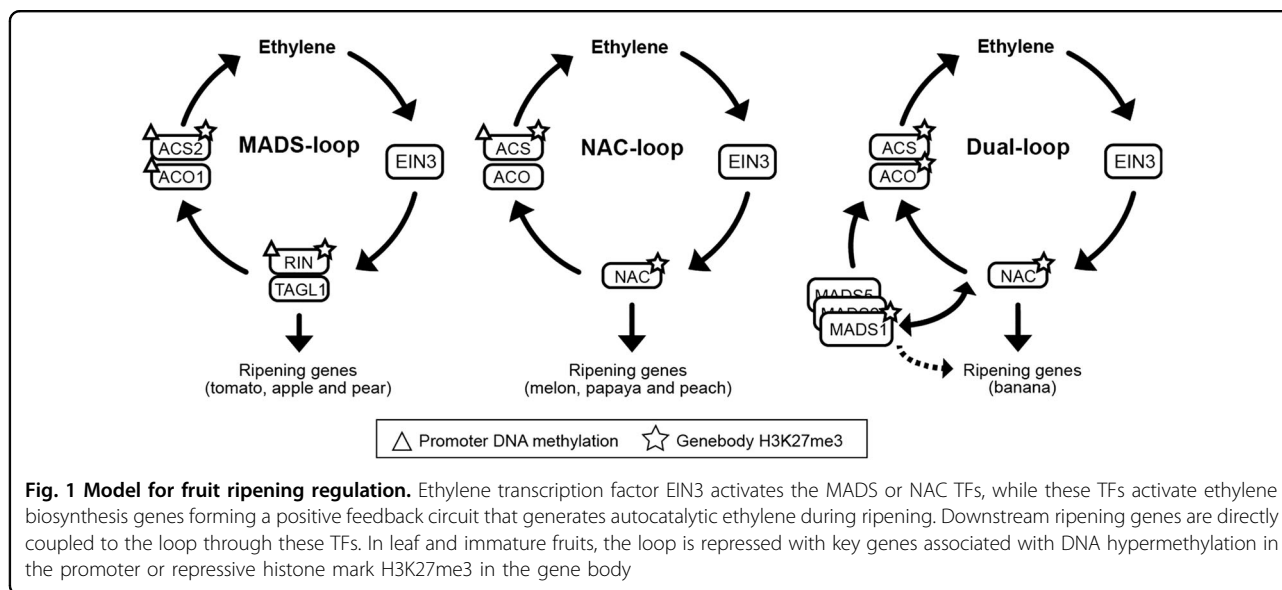 Ethylene
MADS-loop
ACS2
ACO1
EIN3
RIN
TAGL1
Ripening genes
(tomato, apple and pear)
Ethylene
NAC-loop
ACS
ACO
EIN3
NAC
Ripening genes
(melon, papaya and peach)
Ethylene
Dual-loop
ACS
ACO
EIN3
NAC
MADS5
MADS1
Ripening genes
(banana)
Promoter DNA methylation
Genebody H3K27me3
Fig. 1 Model for fruit ripening regulation. Ethylene transcription factor EIN3 activates the MADS or NAC TFs, while these TFs activate ethylene
biosynthesis genes forming a positive feedback circuit that generates autocatalytic ethylene during ripening. Downstream ripening genes are directly
coupled to the loop through these TFs. In leaf and immature fruits, the loop is repressed with key genes associated with DNA hypermethylation in
the promoter or repressive histone mark H3K27me3 in the gene body